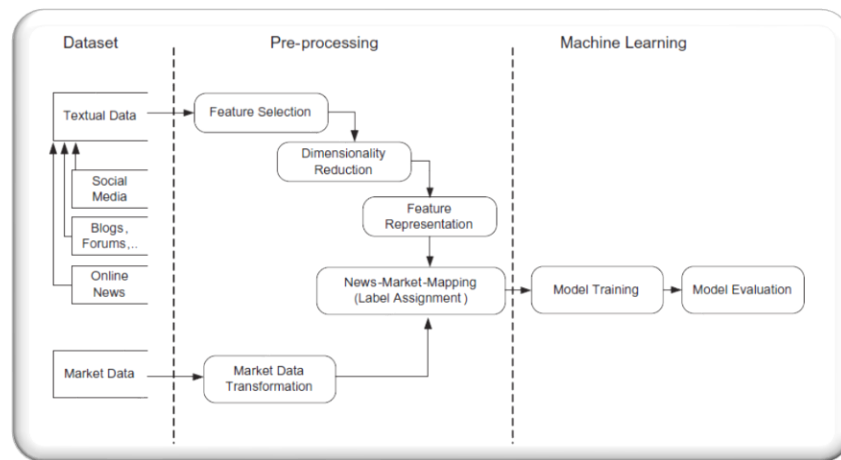 Dataset
Pre-processing
Machine Learning
Textual Data
Feature Selection
Dimensionality
Reduction
Social
Media
Feature
Representation
Blogs,
Forums,..
Online
News
News-Market-Mapping
(Label Assignment)
Model Training
Model Evaluation
Market Data
Market Data
Transformation